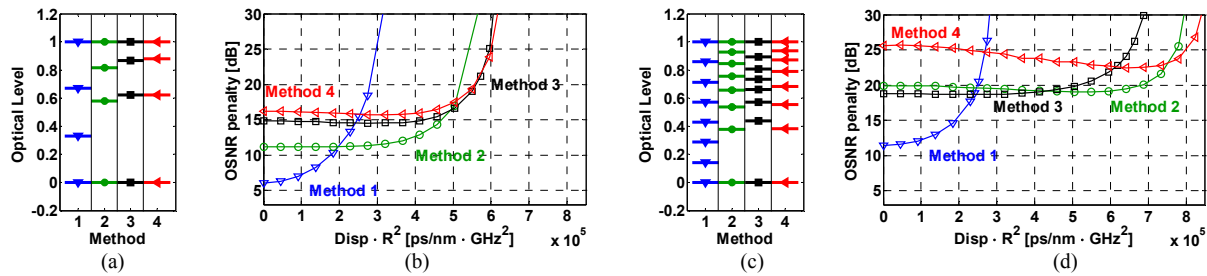 Optical Level
1.2
1
0.8
0.6
0.4
0.2
0
-0.2
1 2 3 4
Method
(a)
OSNR penalty [dB]
30
25
20
15
10
5
Method 4
Method 3
Method 2
Method 1
0 1 2 3 4 5 6 7 8
Disp · R2 [ps/nm · GHz2]
x 10 5
(b)
Optical Level
1.2
1
0.8
0.6
0.4
0.2
0
-0.2
1 2 3 4
Method
(c)
OSNR penalty [dB]
30
25
20
15
10
5
Method 4
Method 3
Method 2
Method 1
0 1 2 3 4 5 6 7 8
Disp · R2 [ps/nm · GHz2]
x 10 5
(d)